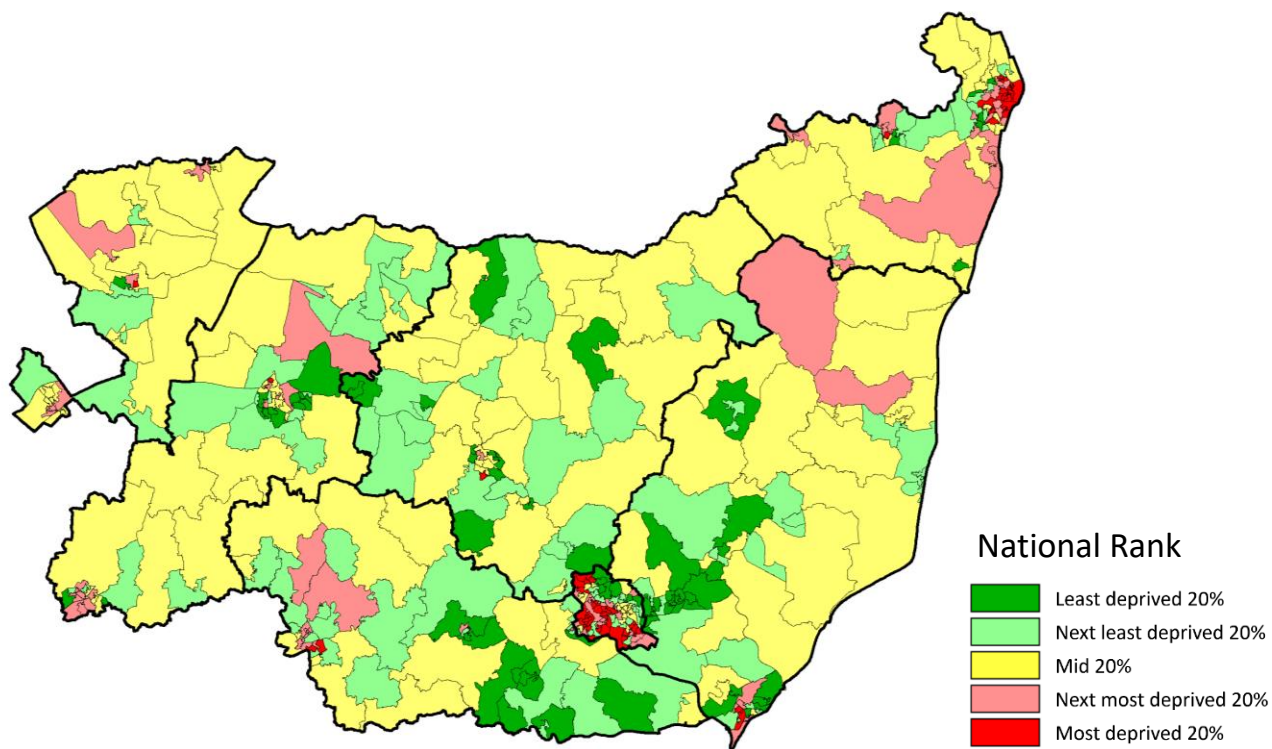 National Rank
Least deprived 20%
Next least deprived 20%
Mid 20%
Next most deprived 20%
Most deprived 20%